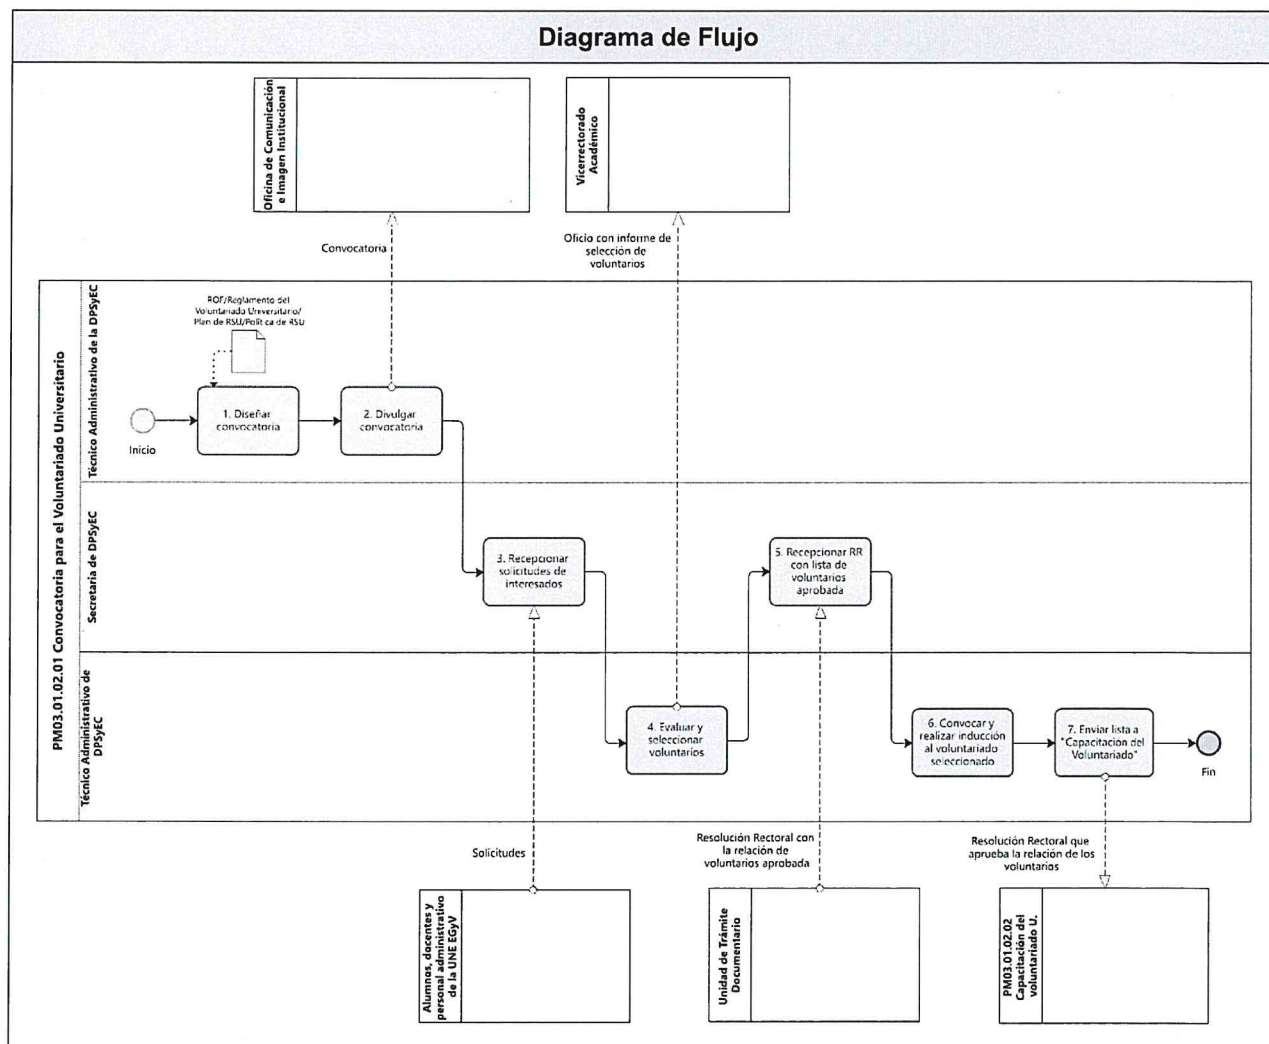 Diagrama de Flujo
Oficina de Comunicación
e Imagen Institucional
Vicerrectorado
Académico
Convocatoria
Oficio con informe de
selección de
voluntarios
PM03.01.02.01 Convocatoria para el Voluntariado Universitario
Técnico Administrativo de la DPSyEC
ROF/Reglamento del
Voluntariado Universitario/
Plan de RSU/Política de RSU
Inicio
1. Diseñar
convocatoria
2. Divulgar
convocatoria
Secretaria de DPSyEC
3. Recepcionar
solicitudes de
interesados
5. Recepcionar RR
con lista de
voluntarios
aprobada
Técnico Administrativo de
DPSyEC
4. Evaluar y
seleccionar
voluntarios
6. Convocar y
realizar inducción
al voluntariado
seleccionado
7. Enviar lista a
"Capacitación del
Voluntariado"
Fin
Solicitudes
Resolución Rectoral con
la relación de
voluntarios aprobada
Resolución Rectoral que
aprueba la relación de los
voluntarios
Alumnos, docentes y
personal administrativo
de la UNE EGyV
Unidad de Trámite
Documentario
PM03.01.02.02
Capacitación del
voluntariado U.